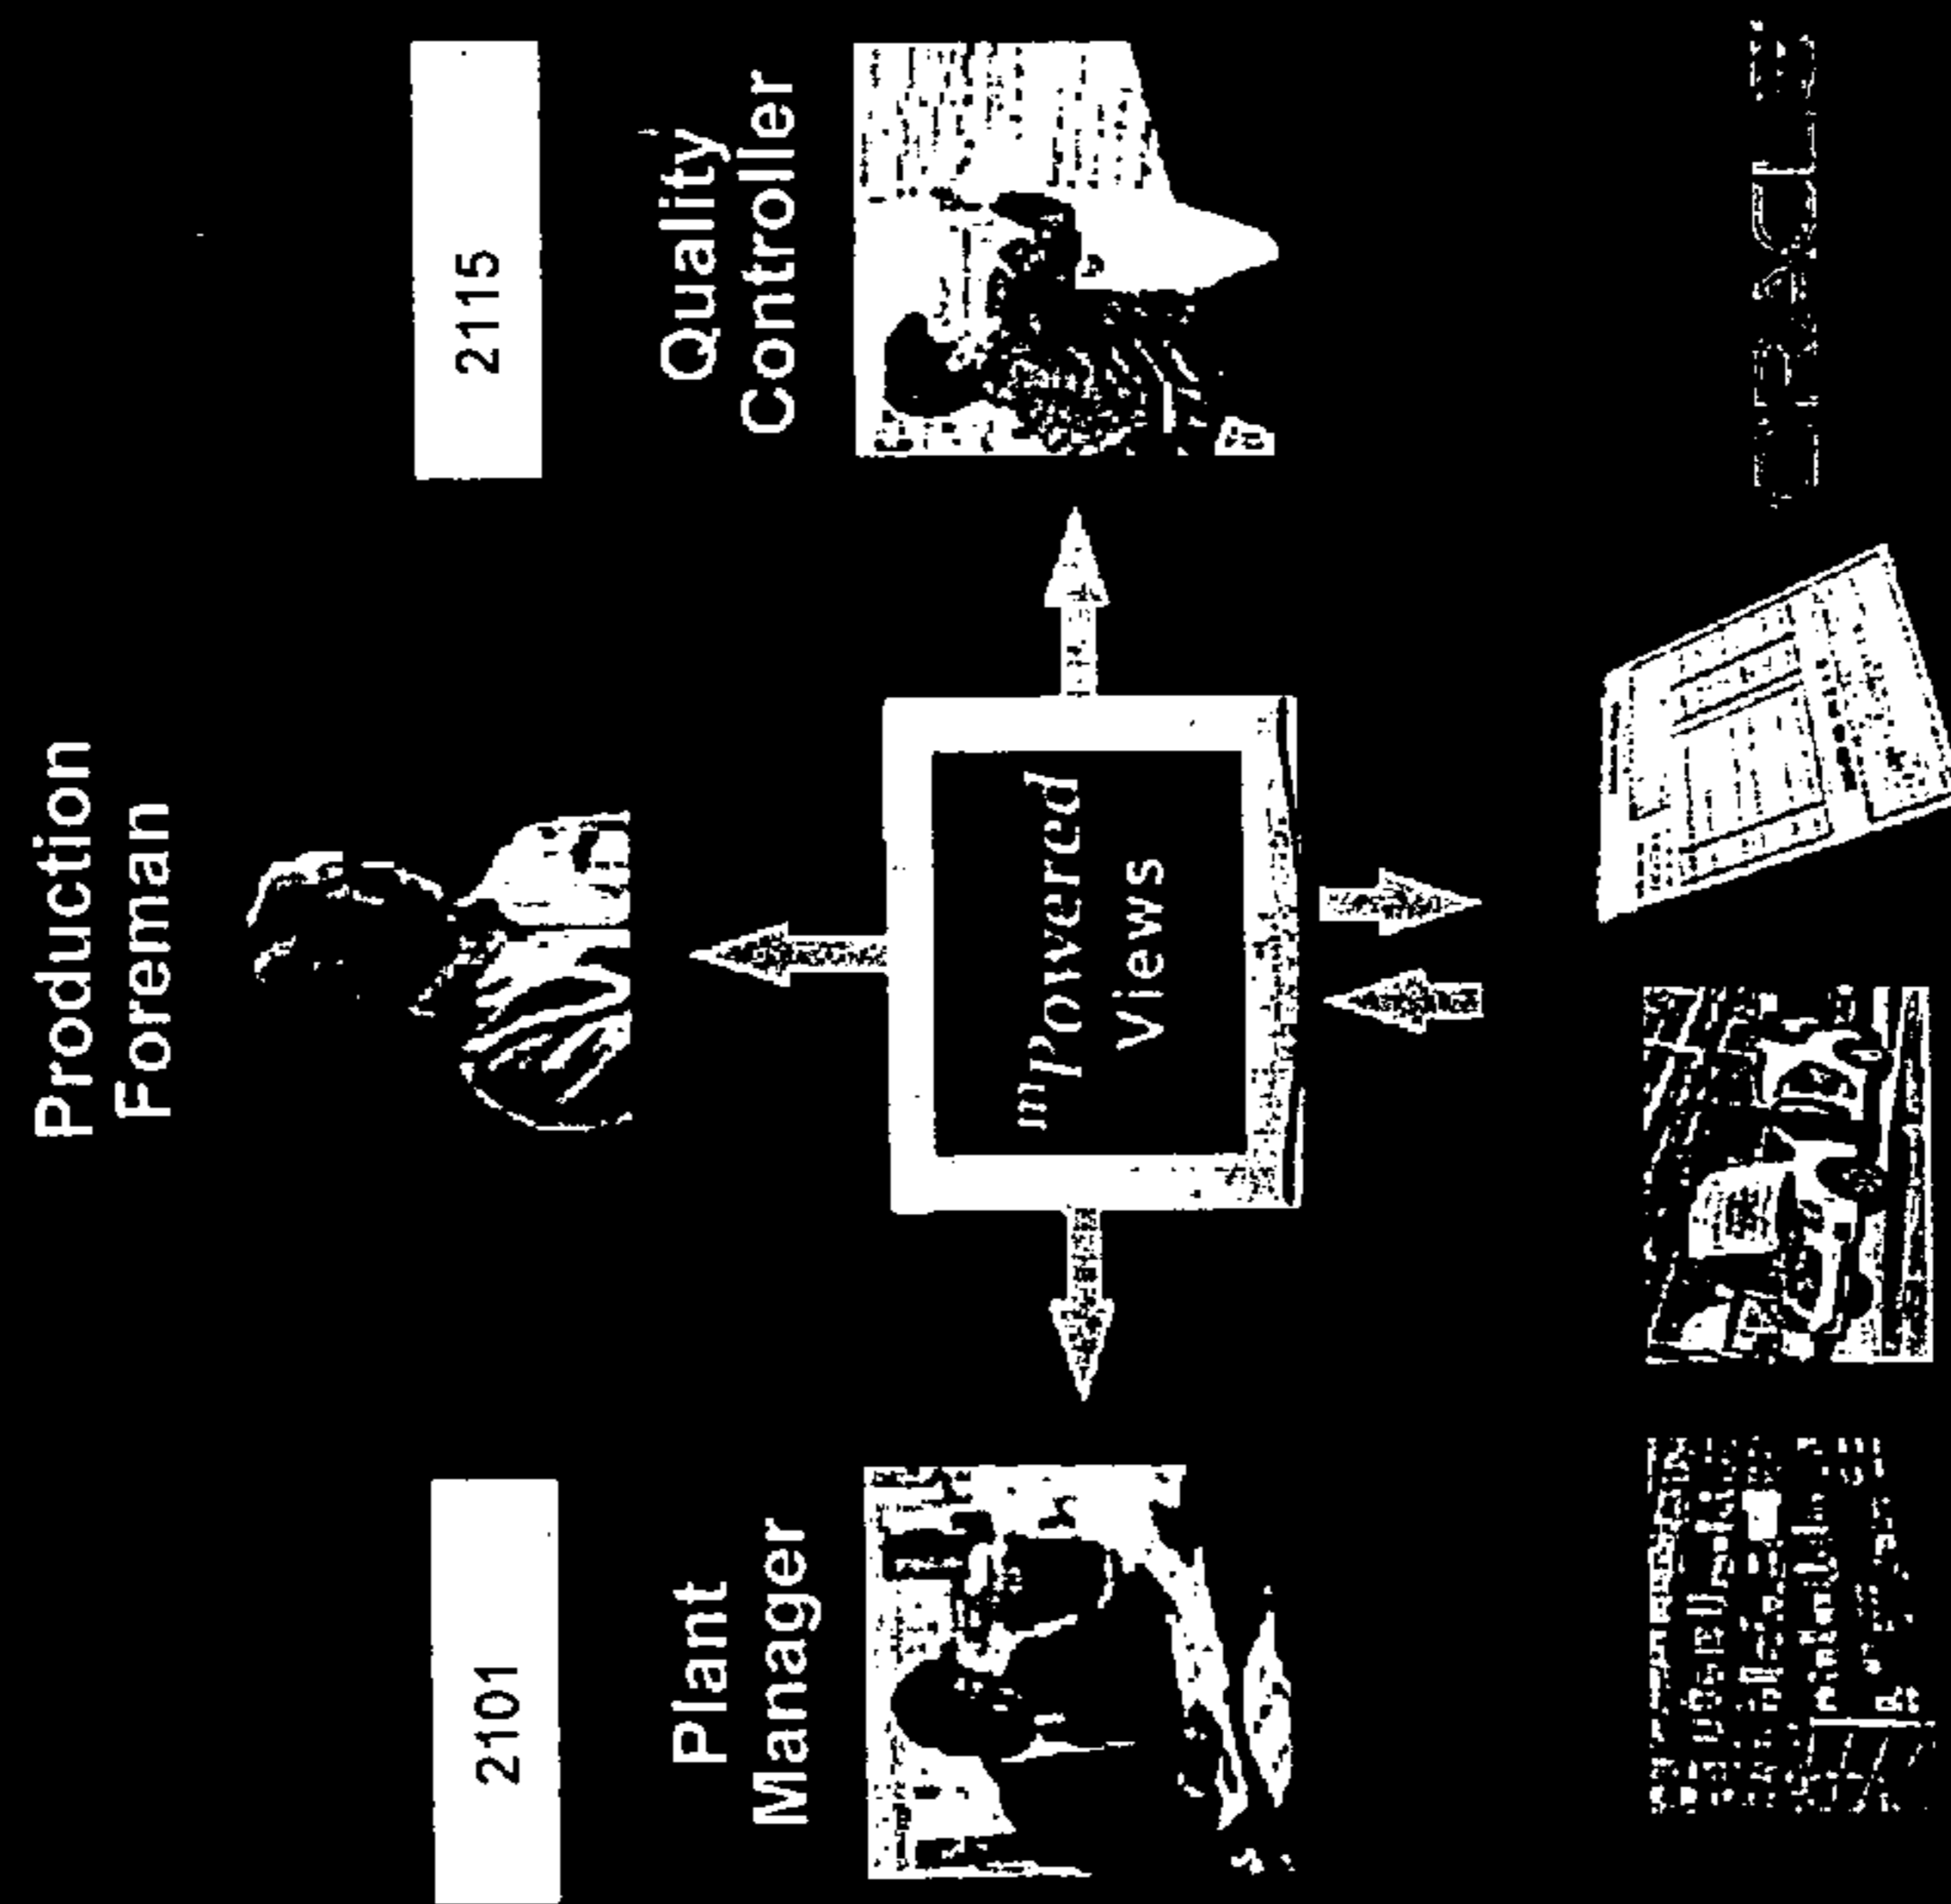 Production
Foreman
2101
2115
Plant
Manager
Quality
Controller
mPowered
Views